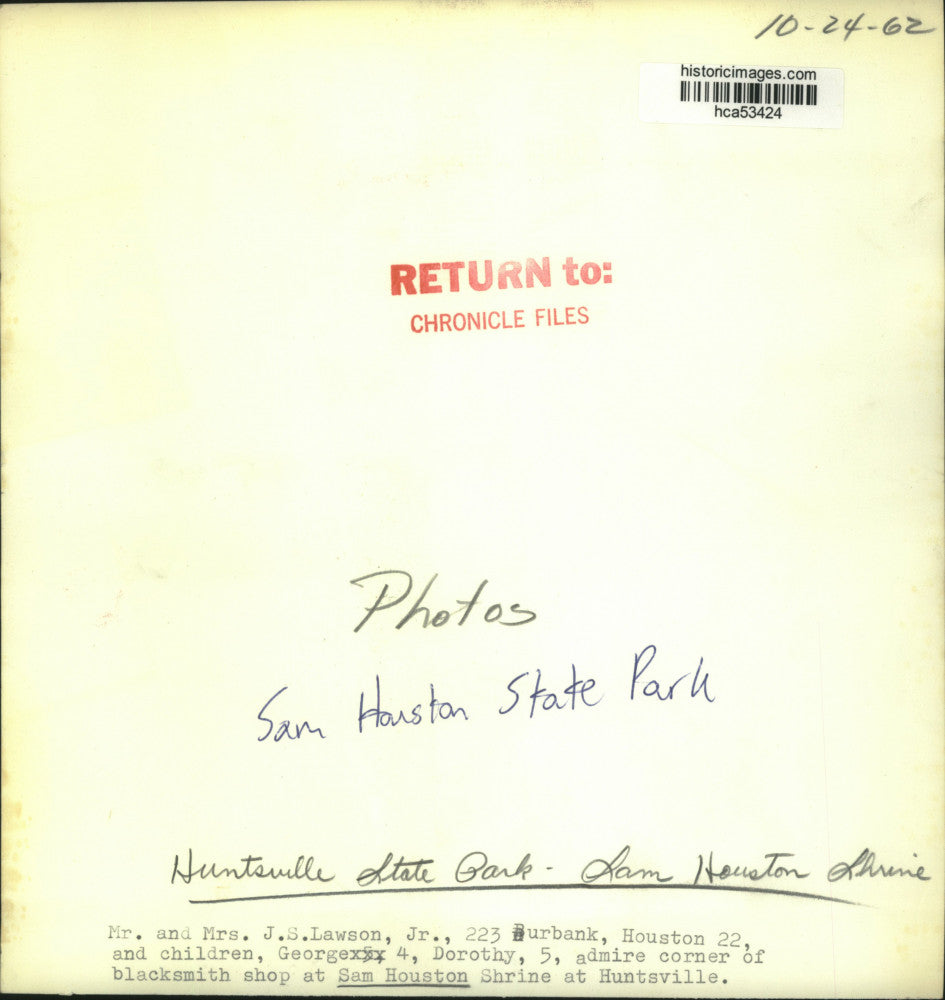 10-24-62
historicimages.com
hca53424
RETURN to:
CHRONICLE FILES
Photos
Sam Houston State Park
Huntsville State Park - Sam Houston Shrine
Mr. and Mrs. J.S.Lawson, Jr., 223 Burbank, Houston 22,
and children, Georgexxx 4, Dorothy, 5, admire corner of
blacksmith shop at Sam Houston Shrine at Huntsville.